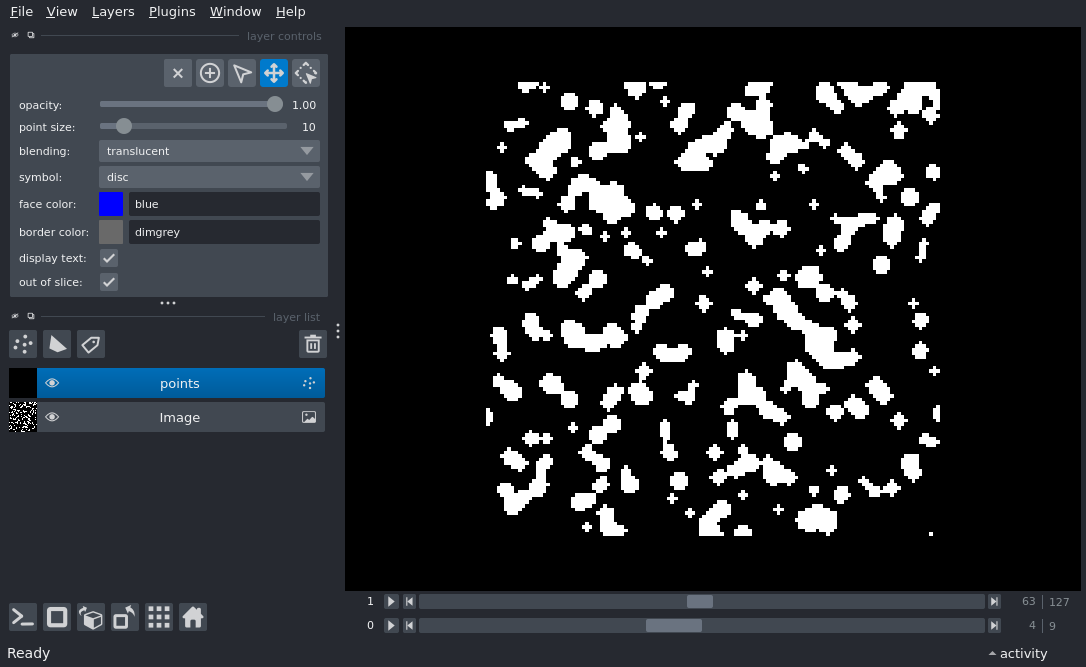 File View Layers Plugins Window Help
layer controls
opacity: 1.00
point size: 10
blending: translucent
symbol: disc
face color: blue
border color: dimgrey
display text:
out of slice:
layer list
points
Image
1 63 | 127
0 4 | 9
Ready activity